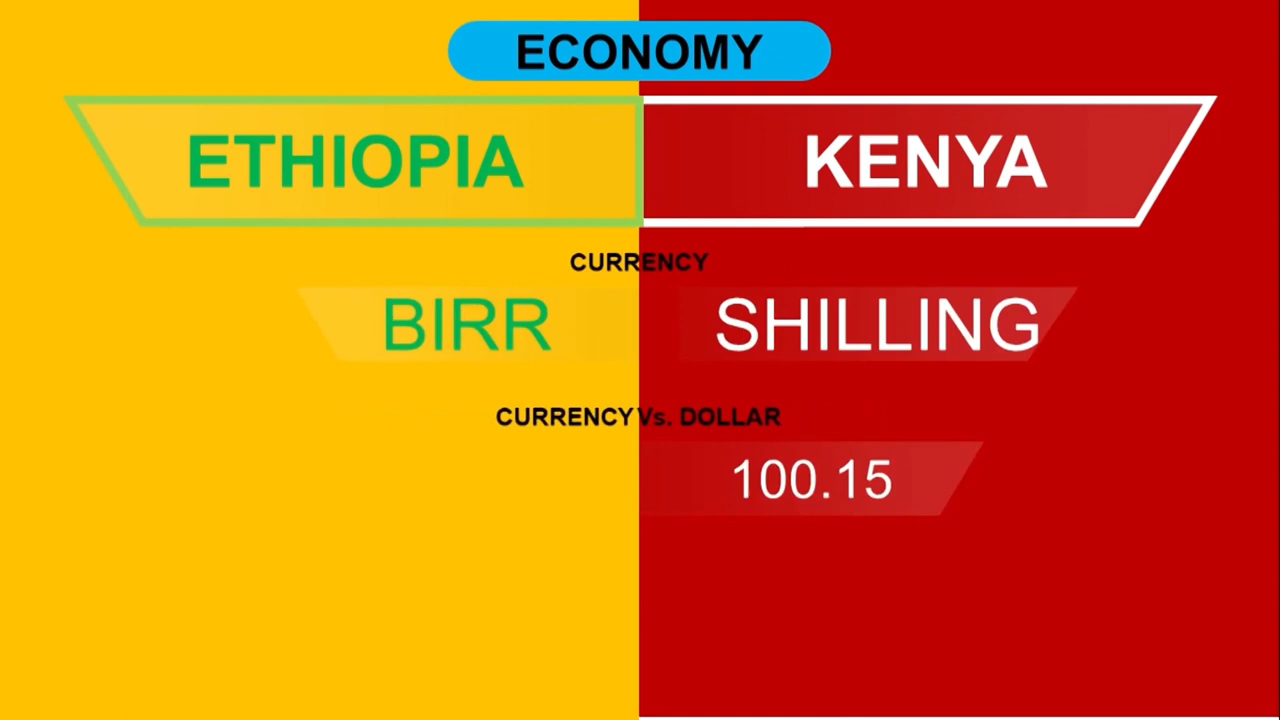 ECONOMY
ETHIOPIA KENYA
CURRENCY
BIRR SHILLING
CURRENCY Vs. DOLLAR
100.15